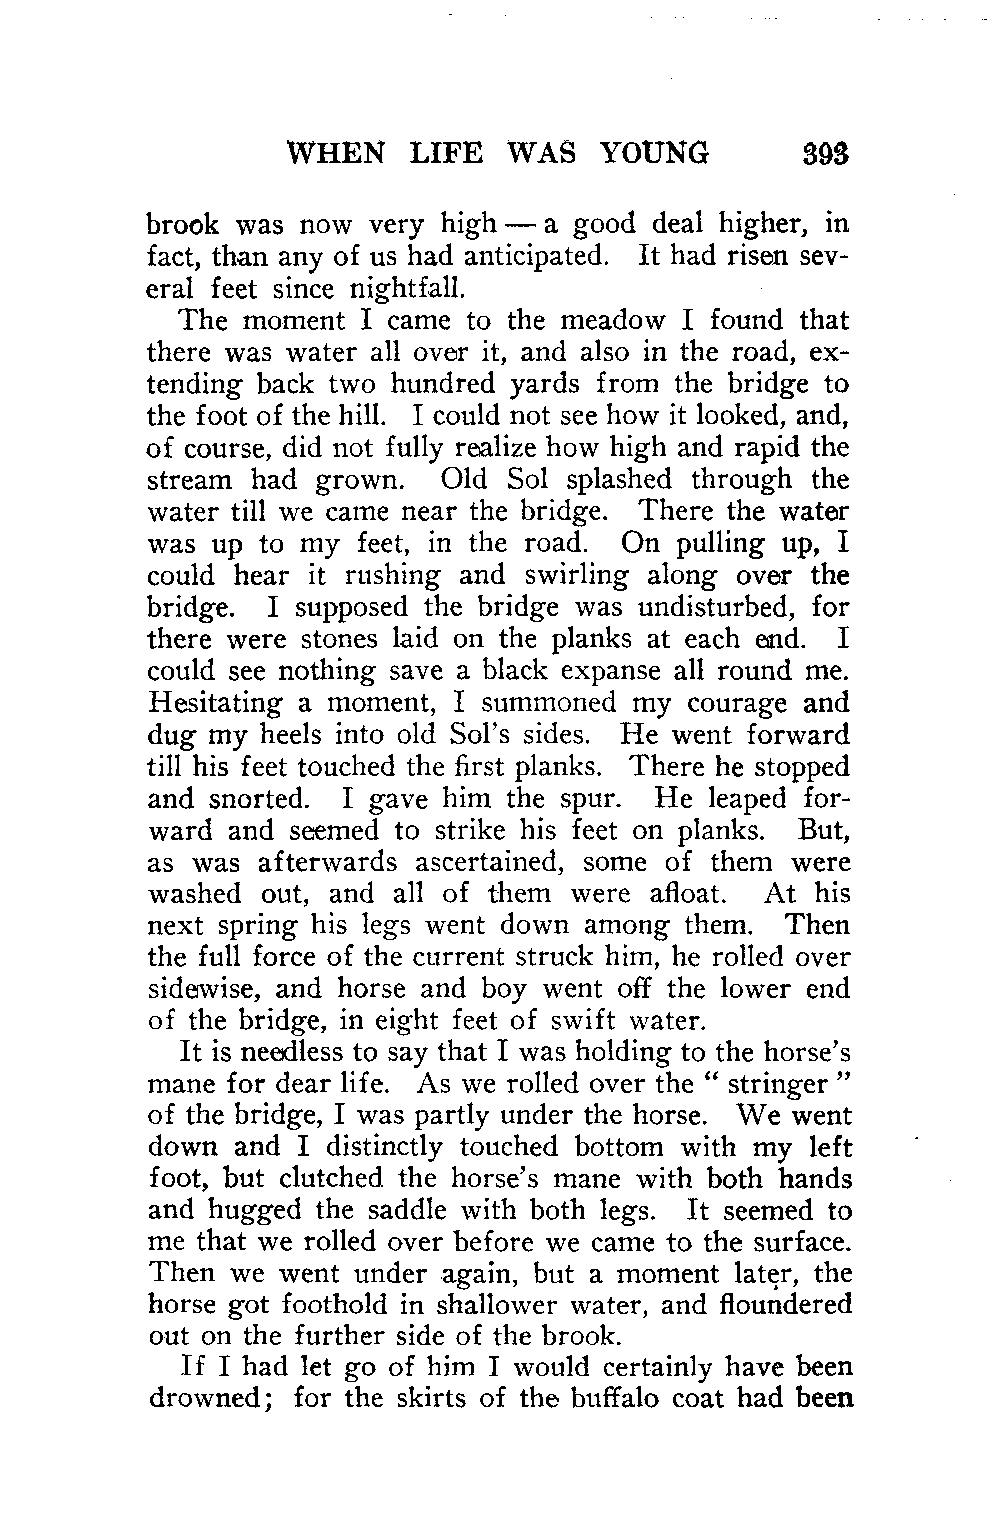 WHEN LIFE WAS YOUNG 393
brook was now very high — a good deal higher, in
fact, than any of us had anticipated. It had risen sev-
eral feet since nightfall.
The moment I came to the meadow I found that
there was water all over it, and also in the road, ex-
tending back two hundred yards from the bridge to
the foot of the hill. I could not see how it looked, and,
of course, did not fully realize how high and rapid the
stream had grown. Old Sol splashed through the
water till we came near the bridge. There the water
was up to my feet, in the road. On pulling up, I
could hear it rushing and swirling along over the
bridge. I supposed the bridge was undisturbed, for
there were stones laid on the planks at each end. I
could see nothing save a black expanse all round me.
Hesitating a moment, I summoned my courage and
dug my heels into old Sol's sides. He went forward
till his feet touched the first planks. There he stopped
and snorted. I gave him the spur. He leaped for-
ward and seemed to strike his feet on planks. But,
as was afterwards ascertained, some of them were
washed out, and all of them were afloat. At his
next spring his legs went down among them. Then
the full force of the current struck him, he rolled over
sidewise, and horse and boy went off the lower end
of the bridge, in eight feet of swift water.
It is needless to say that I was holding to the horse's
mane for dear life. As we rolled over the “ stringer ”
of the bridge, I was partly under the horse. We went
down and I distinctly touched bottom with my left
foot, but clutched the horse's mane with both hands
and hugged the saddle with both legs. It seemed to
me that we rolled over before we came to the surface.
Then we went under again, but a moment later, the
horse got foothold in shallower water, and floundered
out on the further side of the brook.
If I had let go of him I would certainly have been
drowned; for the skirts of the buffalo coat had been